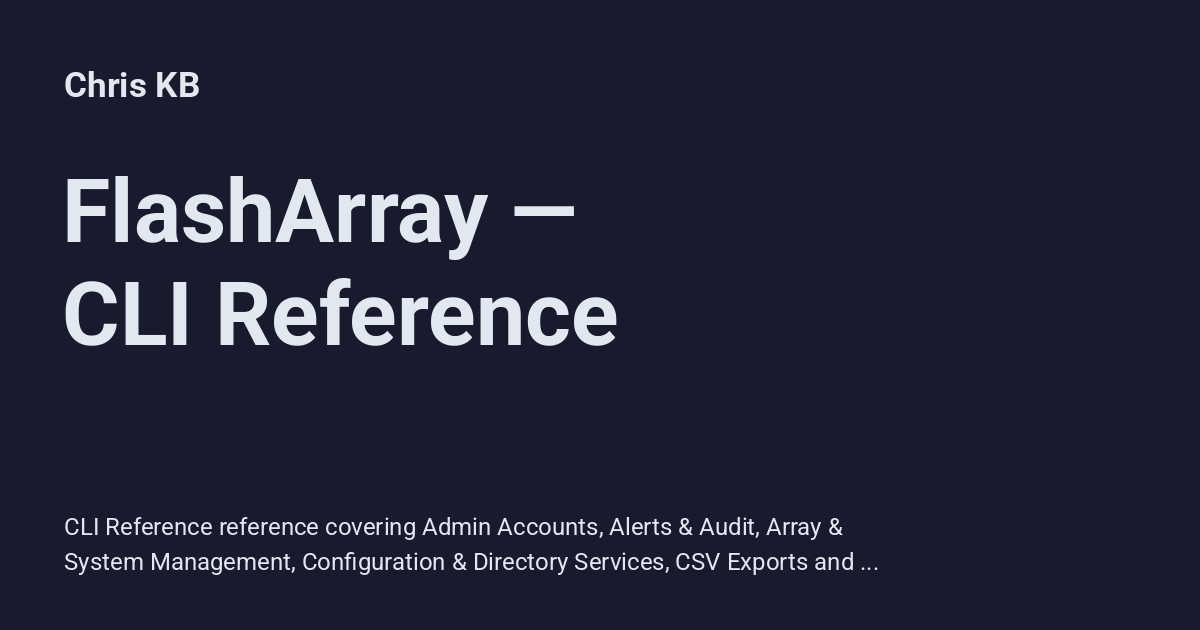 Chris KB
FlashArray —
CLI Reference
CLI Reference reference covering Admin Accounts, Alerts & Audit, Array &
System Management, Configuration & Directory Services, CSV Exports and ...